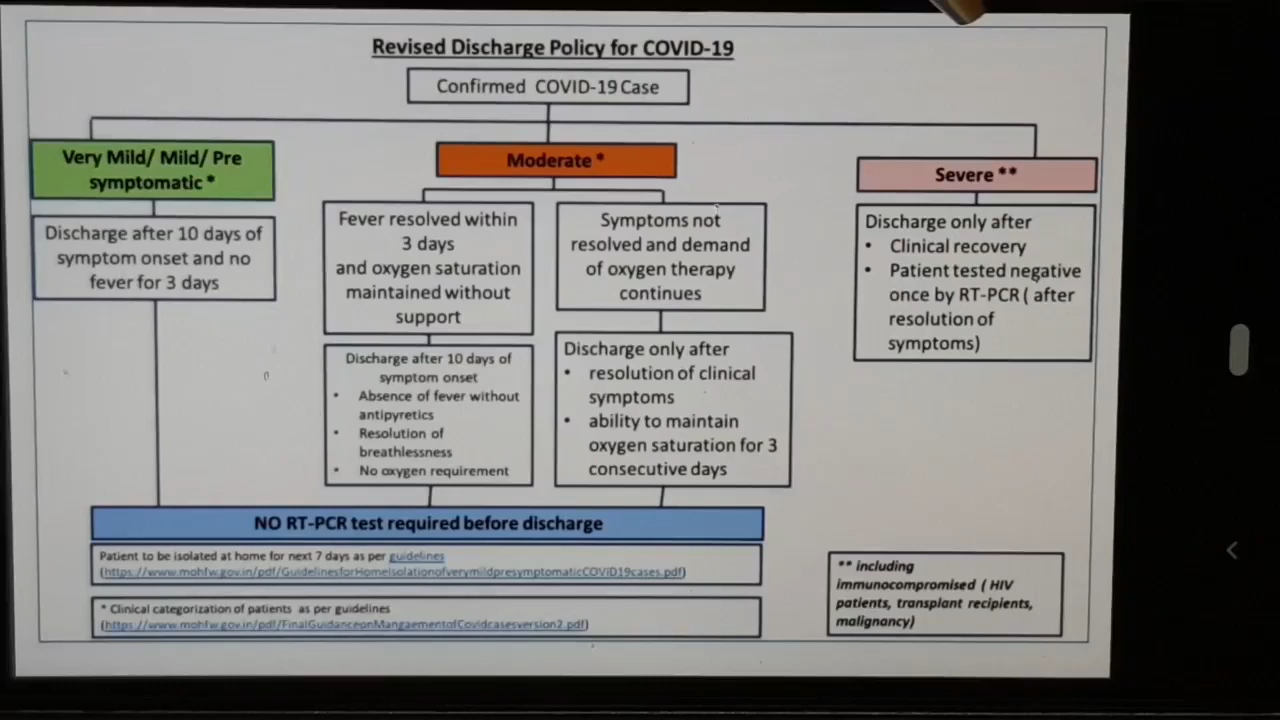 Revised Discharge Policy for COVID-19
Confirmed COVID-19 Case
Very Mild/ Mild/ Pre
symptomatic *
Discharge after 10 days of
symptom onset and no
fever for 3 days
Moderate *
Fever resolved within
3 days
and oxygen saturation
maintained without
support
Discharge after 10 days of
symptom onset
• Absence of fever without
antipyretics
• Resolution of
breathlessness
• No oxygen requirement
Symptoms not
resolved and demand
of oxygen therapy
continues
Discharge only after
• resolution of clinical
symptoms
• ability to maintain
oxygen saturation for 3
consecutive days
Severe **
Discharge only after
• Clinical recovery
• Patient tested negative
once by RT-PCR ( after
resolution of
symptoms)
NO RT-PCR test required before discharge
Patient to be isolated at home for next 7 days as per guidelines
(https://www.mohfw.gov.in/pdf/GuidelinesforHomeIsolationofverymildpresymptomaticCOViD19cases.pdf)
* Clinical categorization of patients as per guidelines
(https://www.mohfw.gov.in/pdf/FinalGuidanceonMangaementofCovidcasesversion2.pdf)
** including
immunocompromised ( HIV
patients, transplant recipients,
malignancy)